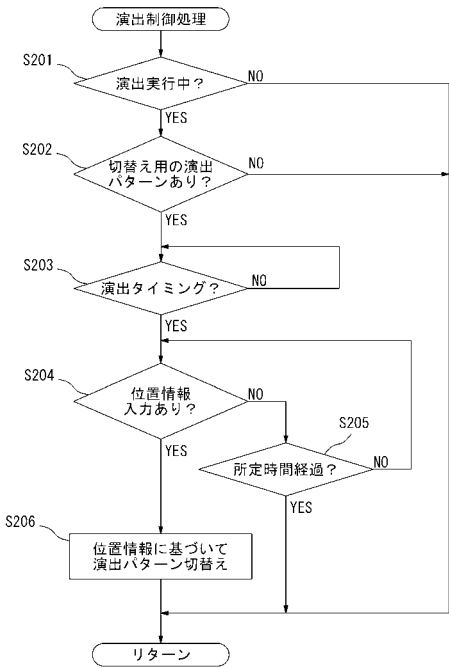 演出制御処理
S201
演出実行中？
NO
YES
S202
切替え用の演出
パターンあり？
NO
YES
S203
演出タイミング？
NO
YES
S204
位置情報
入力あり？
NO
YES
S205
所定時間経過？
NO
YES
S206
位置情報に基づいて
演出パターン切替え
リターン